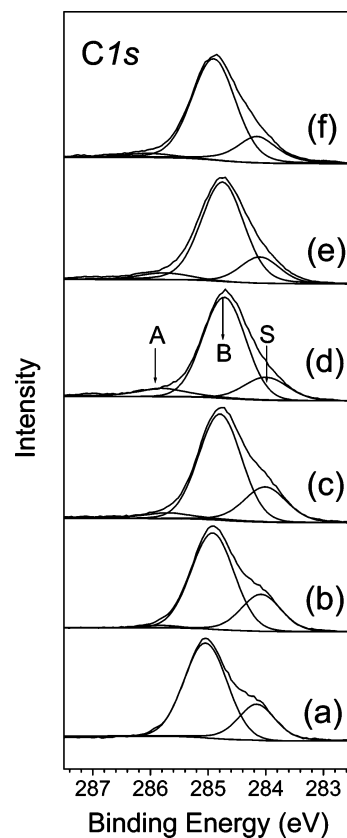 C1s
(f)
(e)
A
B
S
(d)
(c)
(b)
(a)
Intensity
287 286 285 284 283
Binding Energy (eV)